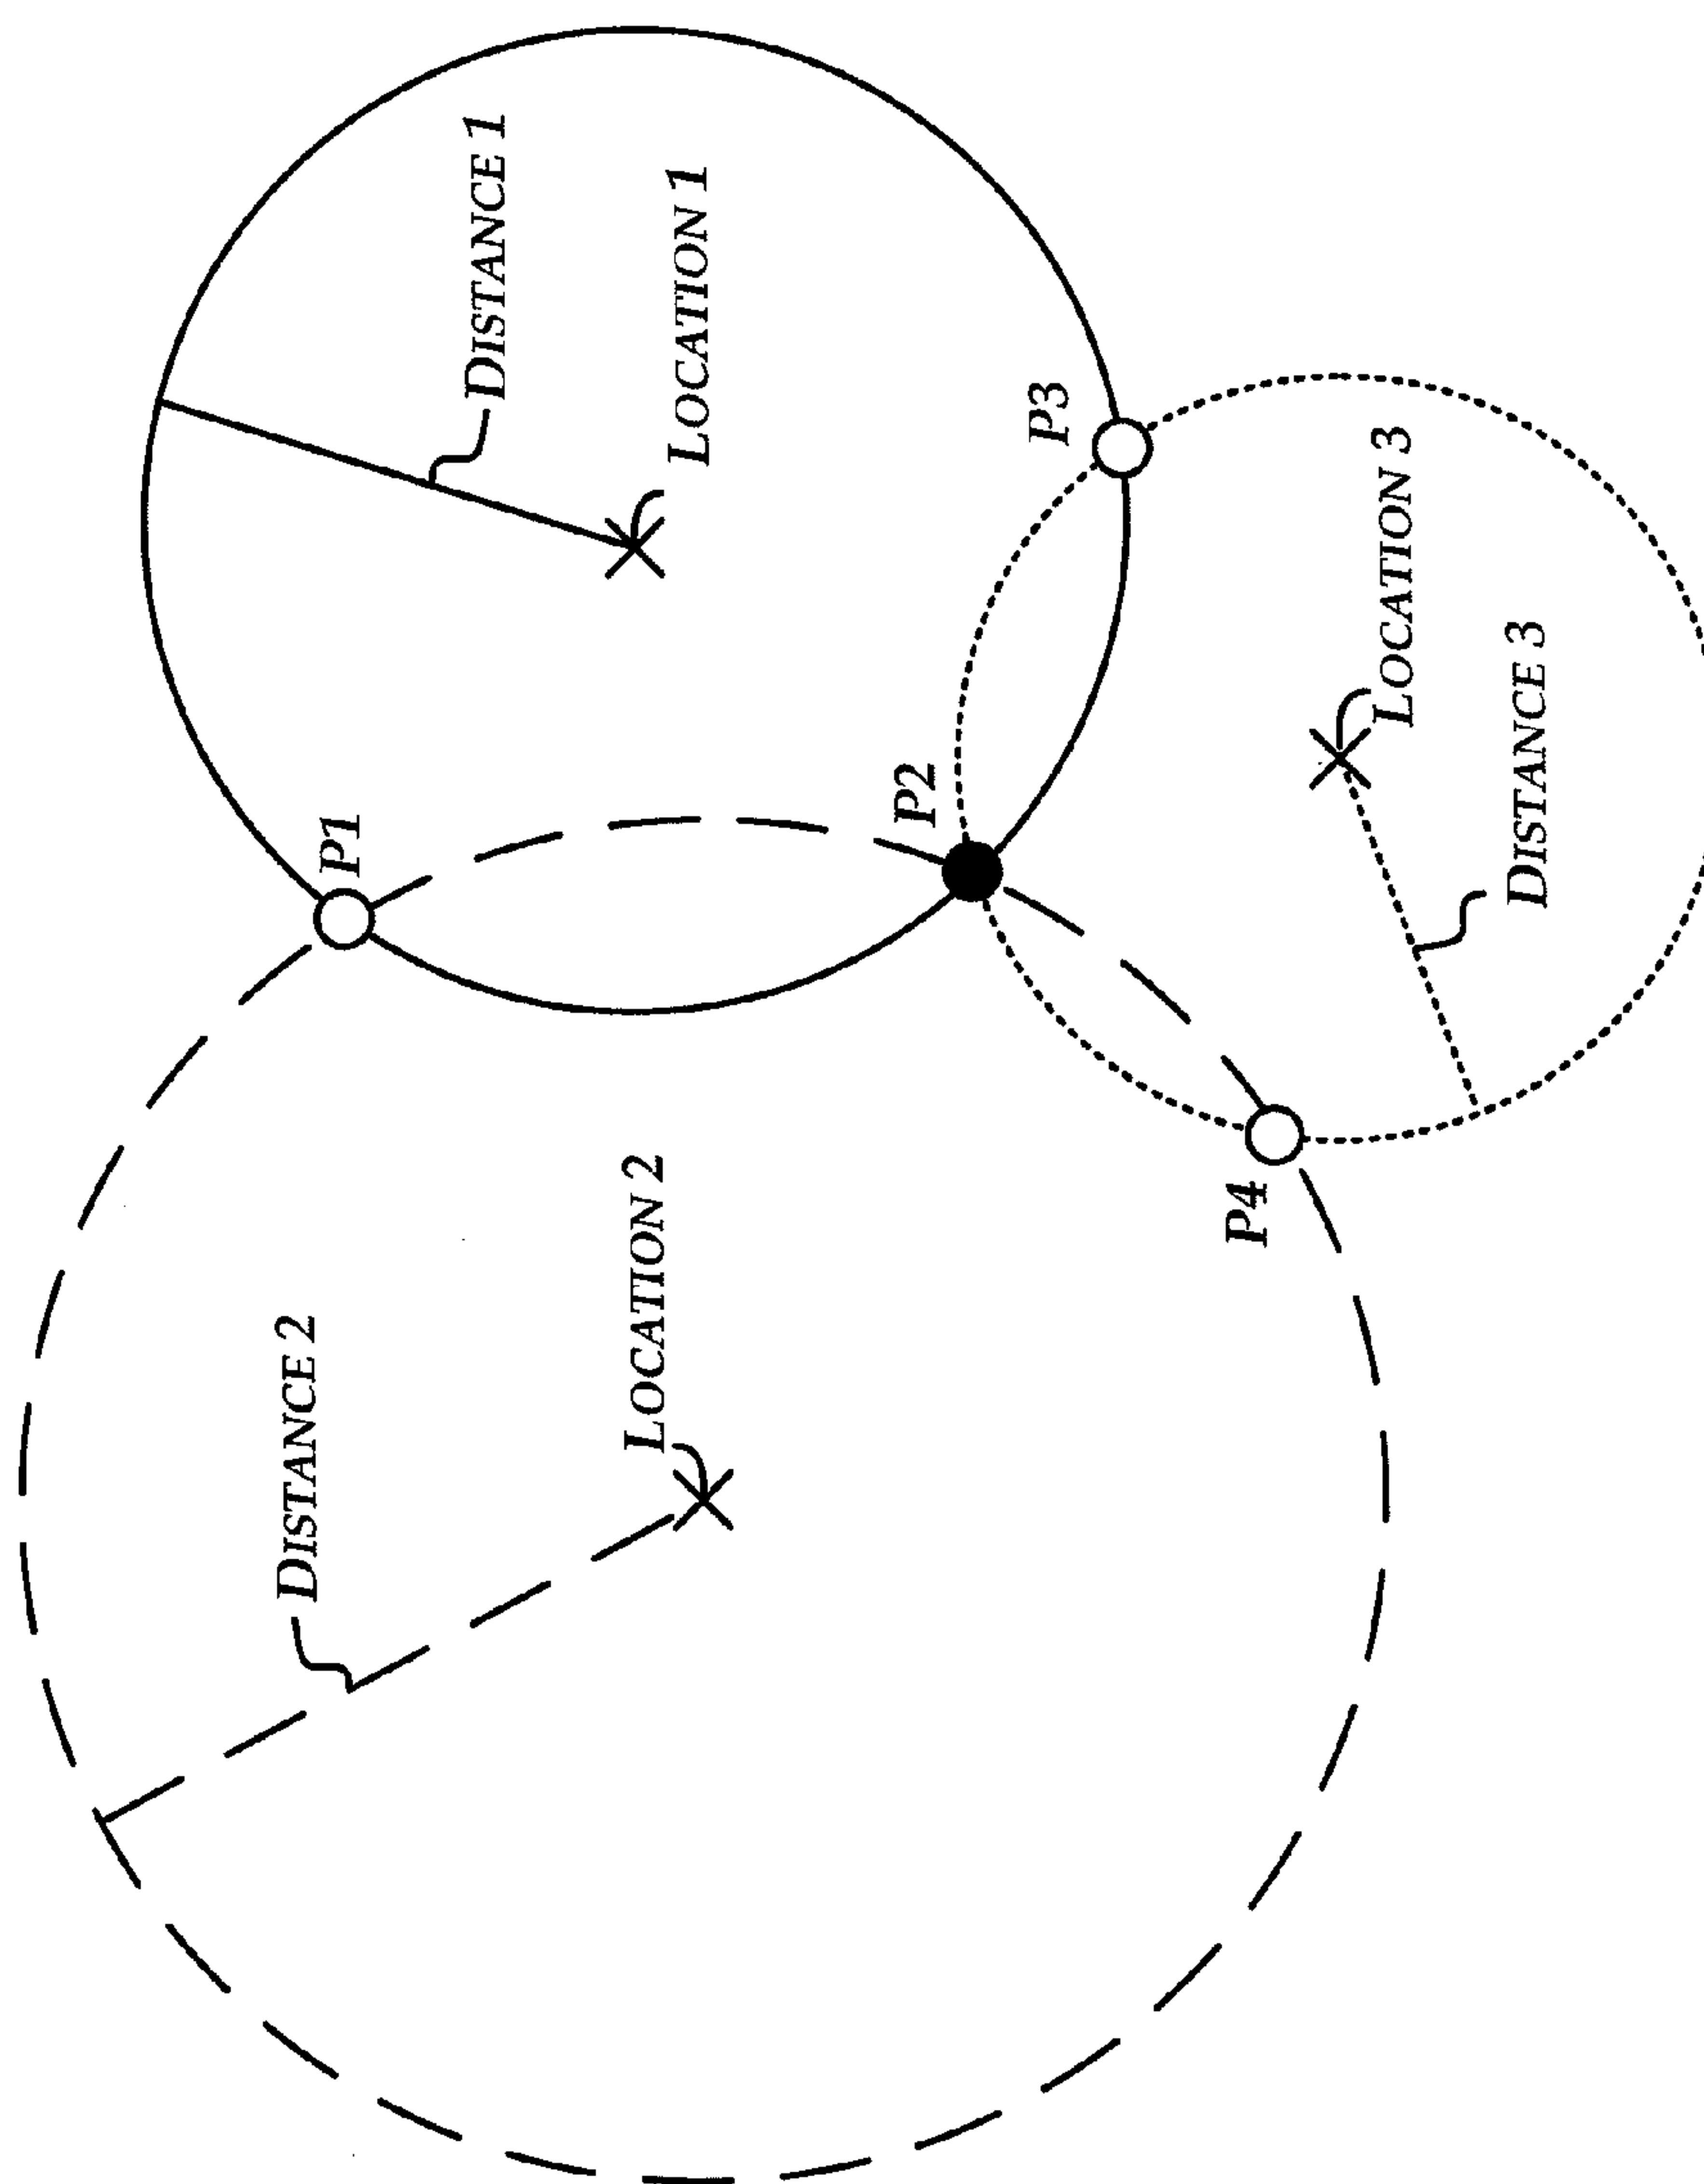 DISTANCE 2
LOCATION 2
P1
DISTANCE 1
LOCATION 1
P2
P3
P4
LOCATION 3
DISTANCE 3